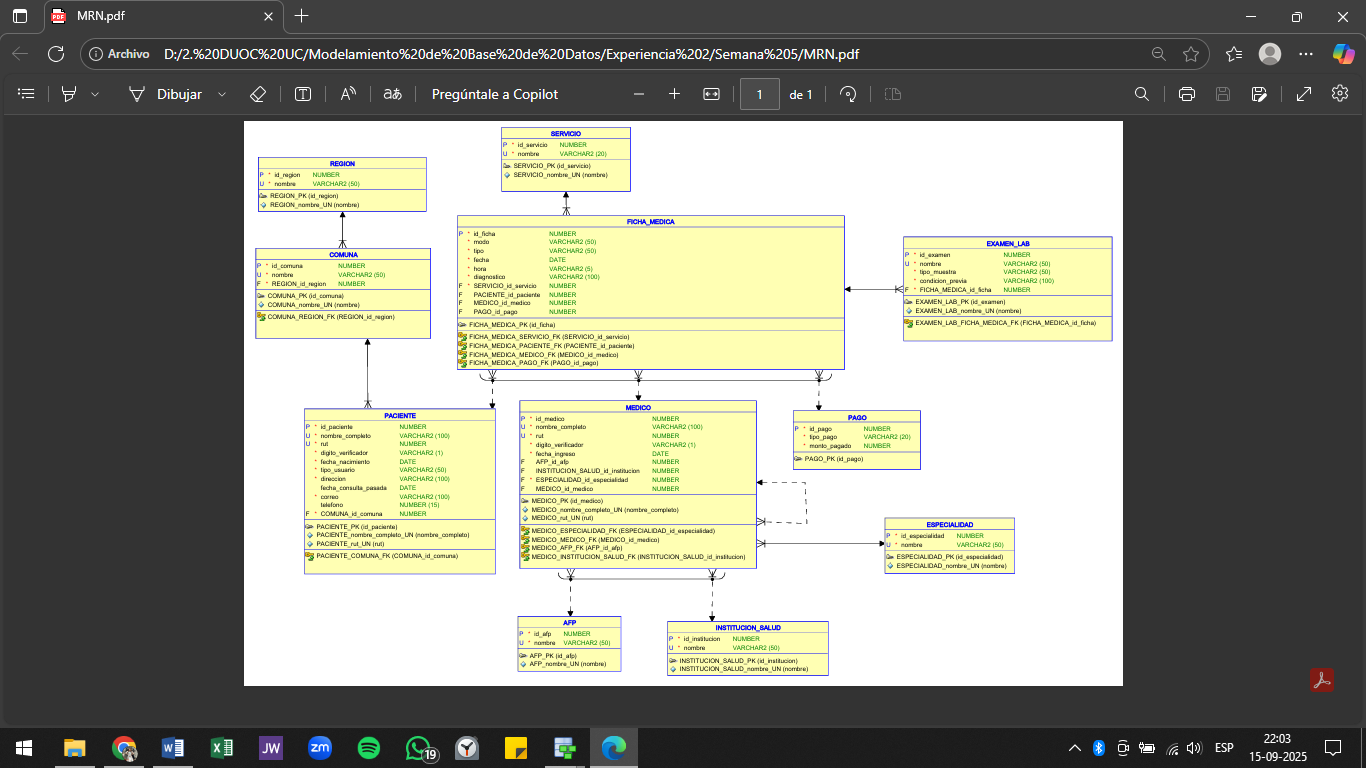 MRN.pdf
Archivo D:/2.%20DUOC%20UC/Modelamiento%20de%20Base%20de%20Datos/Experiencia%202/Semana%205/MRN.pdf
Dibujar Pregúntale a Copilot 1 de 1
SERVICIO
P * id_servicio NUMBER
U * nombre VARCHAR2 (20)
SERVICIO_PK (id_servicio)
SERVICIO_nombre_UN (nombre)
REGION
P * id_region NUMBER
U * nombre VARCHAR2 (50)
REGION_PK (id_region)
REGION_nombre_UN (nombre)
COMUNA
P * id_comuna NUMBER
U * nombre VARCHAR2 (50)
F * REGION_id_region NUMBER
COMUNA_PK (id_comuna)
COMUNA_nombre_UN (nombre)
COMUNA_REGION_FK (REGION_id_region)
FICHA_MEDICA
P * id_ficha NUMBER
* modo VARCHAR2 (50)
* tipo VARCHAR2 (50)
* fecha DATE
* hora VARCHAR2 (5)
* diagnostico VARCHAR2 (100)
F * SERVICIO_id_servicio NUMBER
F PACIENTE_id_paciente NUMBER
F MEDICO_id_medico NUMBER
F PAGO_id_pago NUMBER
FICHA_MEDICA_PK (id_ficha)
FICHA_MEDICA_SERVICIO_FK (SERVICIO_id_servicio)
FICHA_MEDICA_PACIENTE_FK (PACIENTE_id_paciente)
FICHA_MEDICA_MEDICO_FK (MEDICO_id_medico)
FICHA_MEDICA_PAGO_FK (PAGO_id_pago)
EXAMEN_LAB
P * id_examen NUMBER
U * nombre VARCHAR2 (50)
* tipo_muestra VARCHAR2 (50)
* condicion_previa VARCHAR2 (100)
F * FICHA_MEDICA_id_ficha NUMBER
EXAMEN_LAB_PK (id_examen)
EXAMEN_LAB_nombre_UN (nombre)
EXAMEN_LAB_FICHA_MEDICA_FK (FICHA_MEDICA_id_ficha)
PACIENTE
P * id_paciente NUMBER
U * nombre_completo VARCHAR2 (100)
U * rut NUMBER
* digito_verificador VARCHAR2 (1)
* fecha_nacimiento DATE
* tipo_usuario VARCHAR2 (50)
* direccion VARCHAR2 (100)
fecha_consulta_pasada DATE
* correo VARCHAR2 (100)
telefono NUMBER (15)
F * COMUNA_id_comuna NUMBER
PACIENTE_PK (id_paciente)
PACIENTE_nombre_completo_UN (nombre_completo)
PACIENTE_rut_UN (rut)
PACIENTE_COMUNA_FK (COMUNA_id_comuna)
MEDICO
P * id_medico NUMBER
U * nombre_completo VARCHAR2 (100)
U * rut NUMBER
* digito_verificador VARCHAR2 (1)
* fecha_ingreso DATE
F AFP_id_afp NUMBER
F INSTITUCION_SALUD_id_institucion NUMBER
F * ESPECIALIDAD_id_especialidad NUMBER
F MEDICO_id_medico NUMBER
MEDICO_PK (id_medico)
MEDICO_nombre_completo_UN (nombre_completo)
MEDICO_rut_UN (rut)
MEDICO_ESPECIALIDAD_FK (ESPECIALIDAD_id_especialidad)
MEDICO_MEDICO_FK (MEDICO_id_medico)
MEDICO_AFP_FK (AFP_id_afp)
MEDICO_INSTITUCION_SALUD_FK (INSTITUCION_SALUD_id_institucion)
PAGO
P * id_pago NUMBER
* tipo_pago VARCHAR2 (20)
* monto_pagado NUMBER
PAGO_PK (id_pago)
ESPECIALIDAD
P * id_especialidad NUMBER
U * nombre VARCHAR2 (50)
ESPECIALIDAD_PK (id_especialidad)
ESPECIALIDAD_nombre_UN (nombre)
AFP
P * id_afp NUMBER
U * nombre VARCHAR2 (50)
AFP_PK (id_afp)
AFP_nombre_UN (nombre)
INSTITUCION_SALUD
P * id_institucion NUMBER
U * nombre VARCHAR2 (50)
INSTITUCION_SALUD_PK (id_institucion)
INSTITUCION_SALUD_nombre_UN (nombre)
JW zm 19 ESP
22:03
15-09-2025